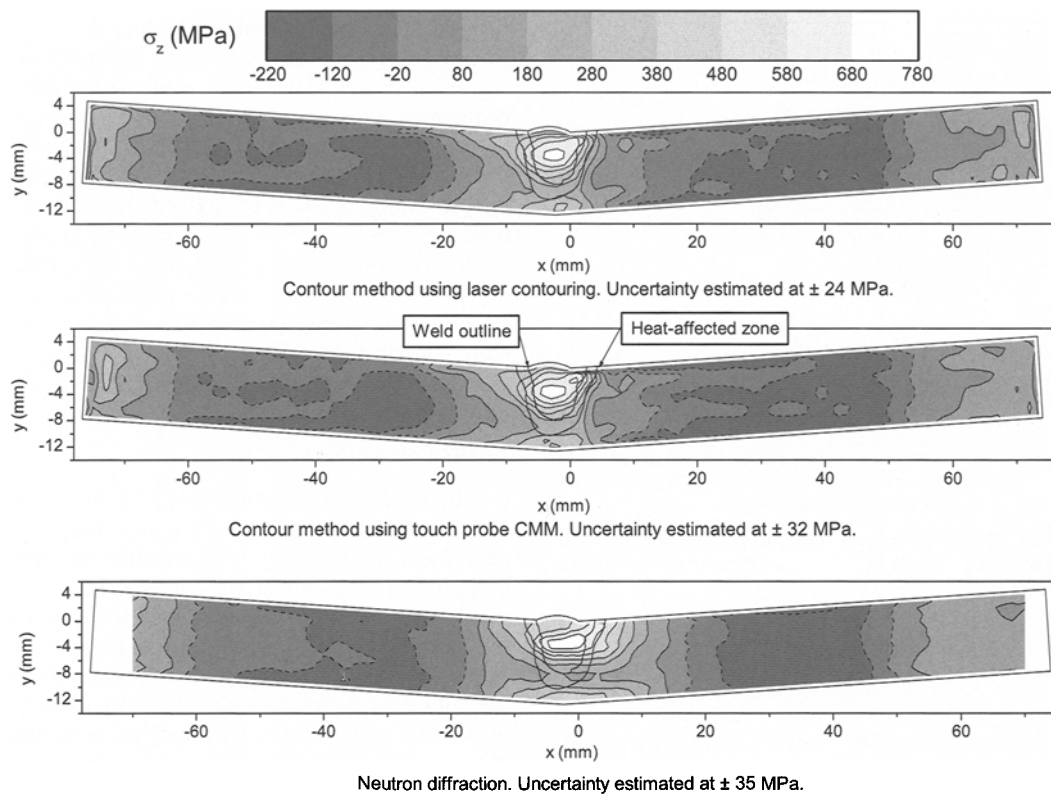 σz (MPa)
-220 -120 -20 80 180 280 380 480 580 680 780
4
0
-4
-8
-12
y (mm)
-60 -40 -20 0 20 40 60
x (mm)
Contour method using laser contouring. Uncertainty estimated at ± 24 MPa.
Weld outline
Heat-affected zone
4
0
-4
-8
-12
y (mm)
-60 -40 -20 0 20 40 60
x (mm)
Contour method using touch probe CMM. Uncertainty estimated at ± 32 MPa.
4
0
-4
-8
-12
y (mm)
-60 -40 -20 0 20 40 60
x (mm)
Neutron diffraction. Uncertainty estimated at ± 35 MPa.